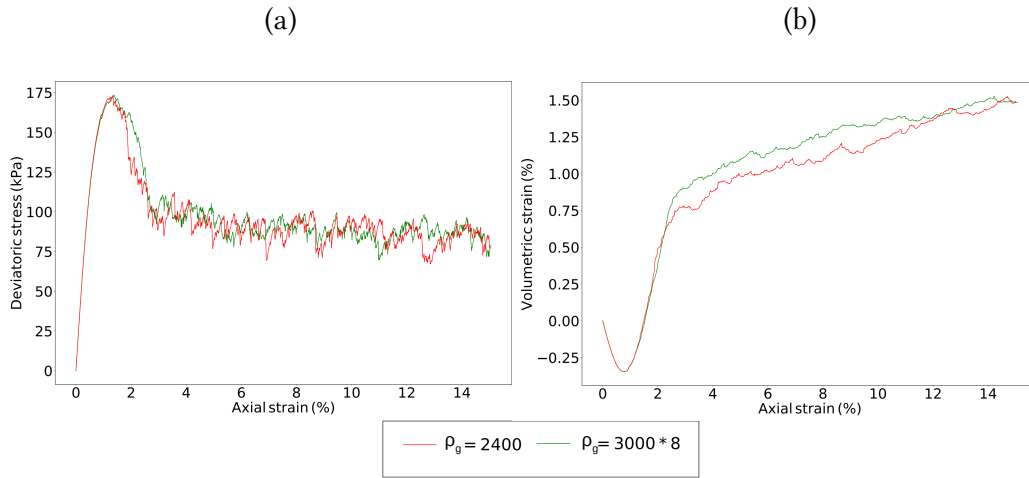 (a)
(b)
175
150
125
100
75
50
25
0
Deviatoric stress (kPa)
0 2 4 6 8 10 12 14
Axial strain (%)
1.50
1.25
1.00
0.75
0.50
0.25
0.00
−0.25
Volumetricc strain (%)
0 2 4 6 8 10 12 14
Axial strain (%)
ρg = 2400
ρg = 3000 * 8